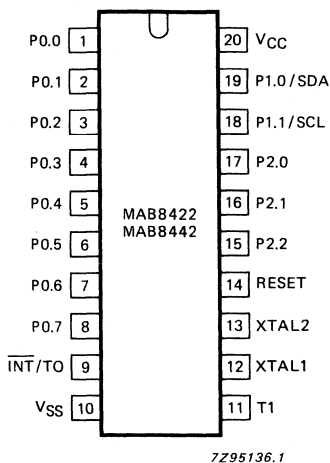 P0.0 1 20 VCC
P0.1 2 19 P1.0/SDA
P0.2 3 18 P1.1/SCL
P0.3 4 17 P2.0
P0.4 5 16 P2.1
MAB8422
MAB8442
P0.5 6 15 P2.2
P0.6 7 14 RESET
P0.7 8 13 XTAL2
INT/TO 9 12 XTAL1
VSS 10 11 T1
7Z95136.1